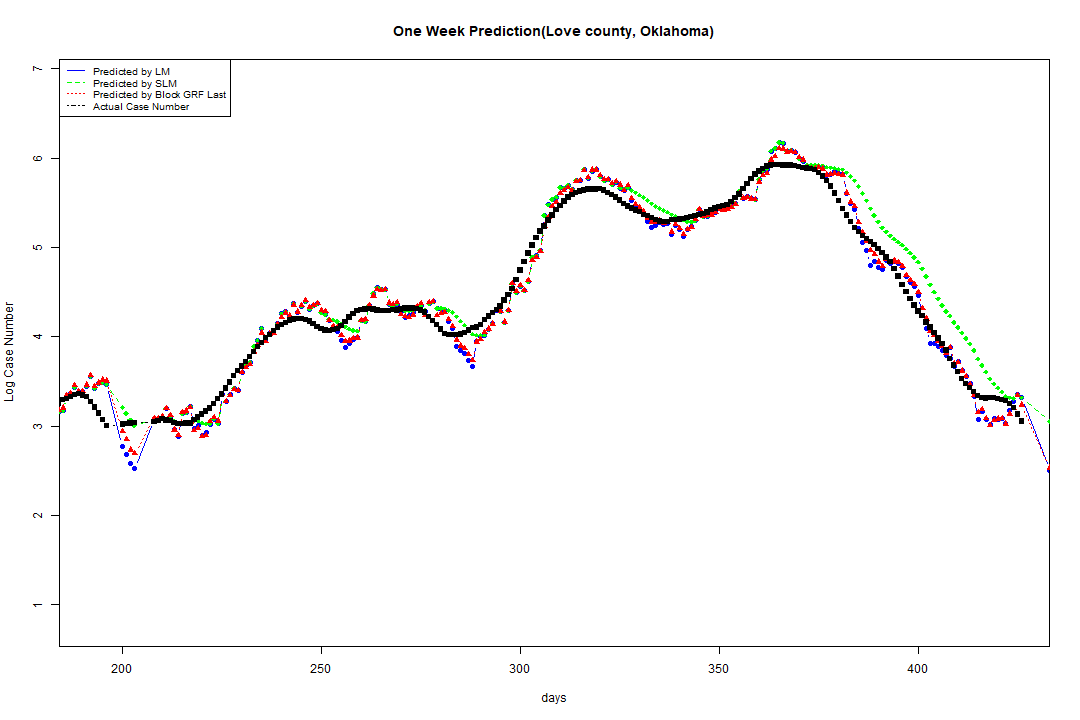 One Week Prediction(Love county, Oklahoma)
Predicted by LM
Predicted by SLM
Predicted by Block GRF Last
Actual Case Number
Log Case Number
7
6
5
4
3
2
1
200 250 300 350 400
days